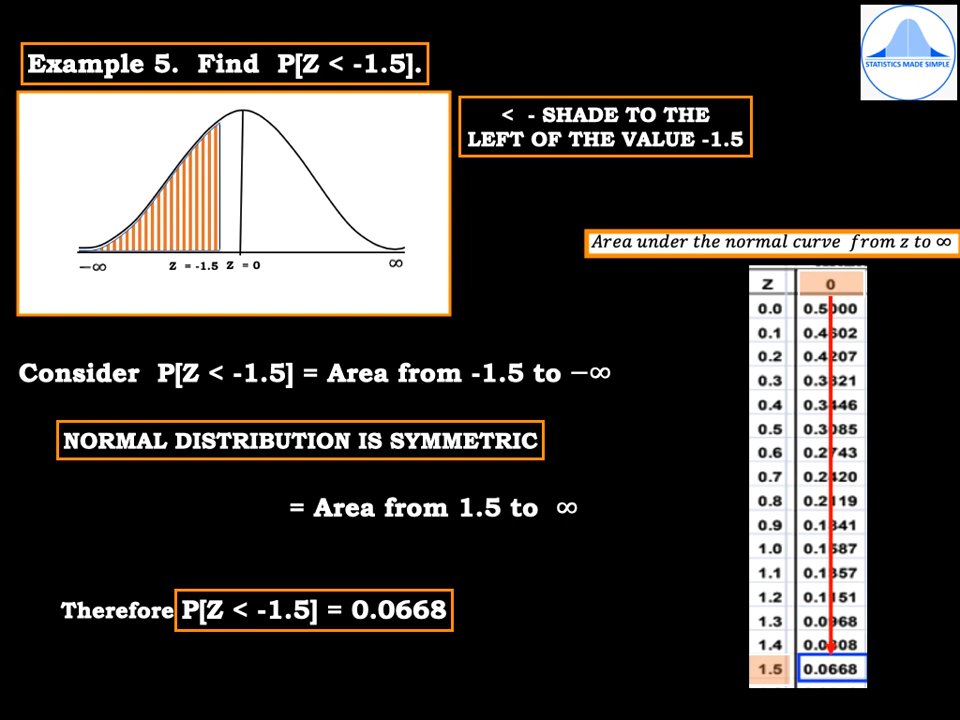 STATISTICS MADE SIMPLE
Example 5. Find P[Z < -1.5].
< - SHADE TO THE
LEFT OF THE VALUE -1.5
−∞
Z = -1.5
Z = 0
∞
Area under the normal curve from z to ∞
Z 0
0.0 0.5000
0.1 0.4602
0.2 0.4207
0.3 0.3821
0.4 0.3446
0.5 0.3085
0.6 0.2743
0.7 0.2420
0.8 0.2119
0.9 0.1841
1.0 0.1587
1.1 0.1357
1.2 0.1151
1.3 0.0968
1.4 0.0808
1.5 0.0668
Consider P[Z < -1.5] = Area from -1.5 to −∞
NORMAL DISTRIBUTION IS SYMMETRIC
= Area from 1.5 to ∞
Therefore P[Z < -1.5] = 0.0668